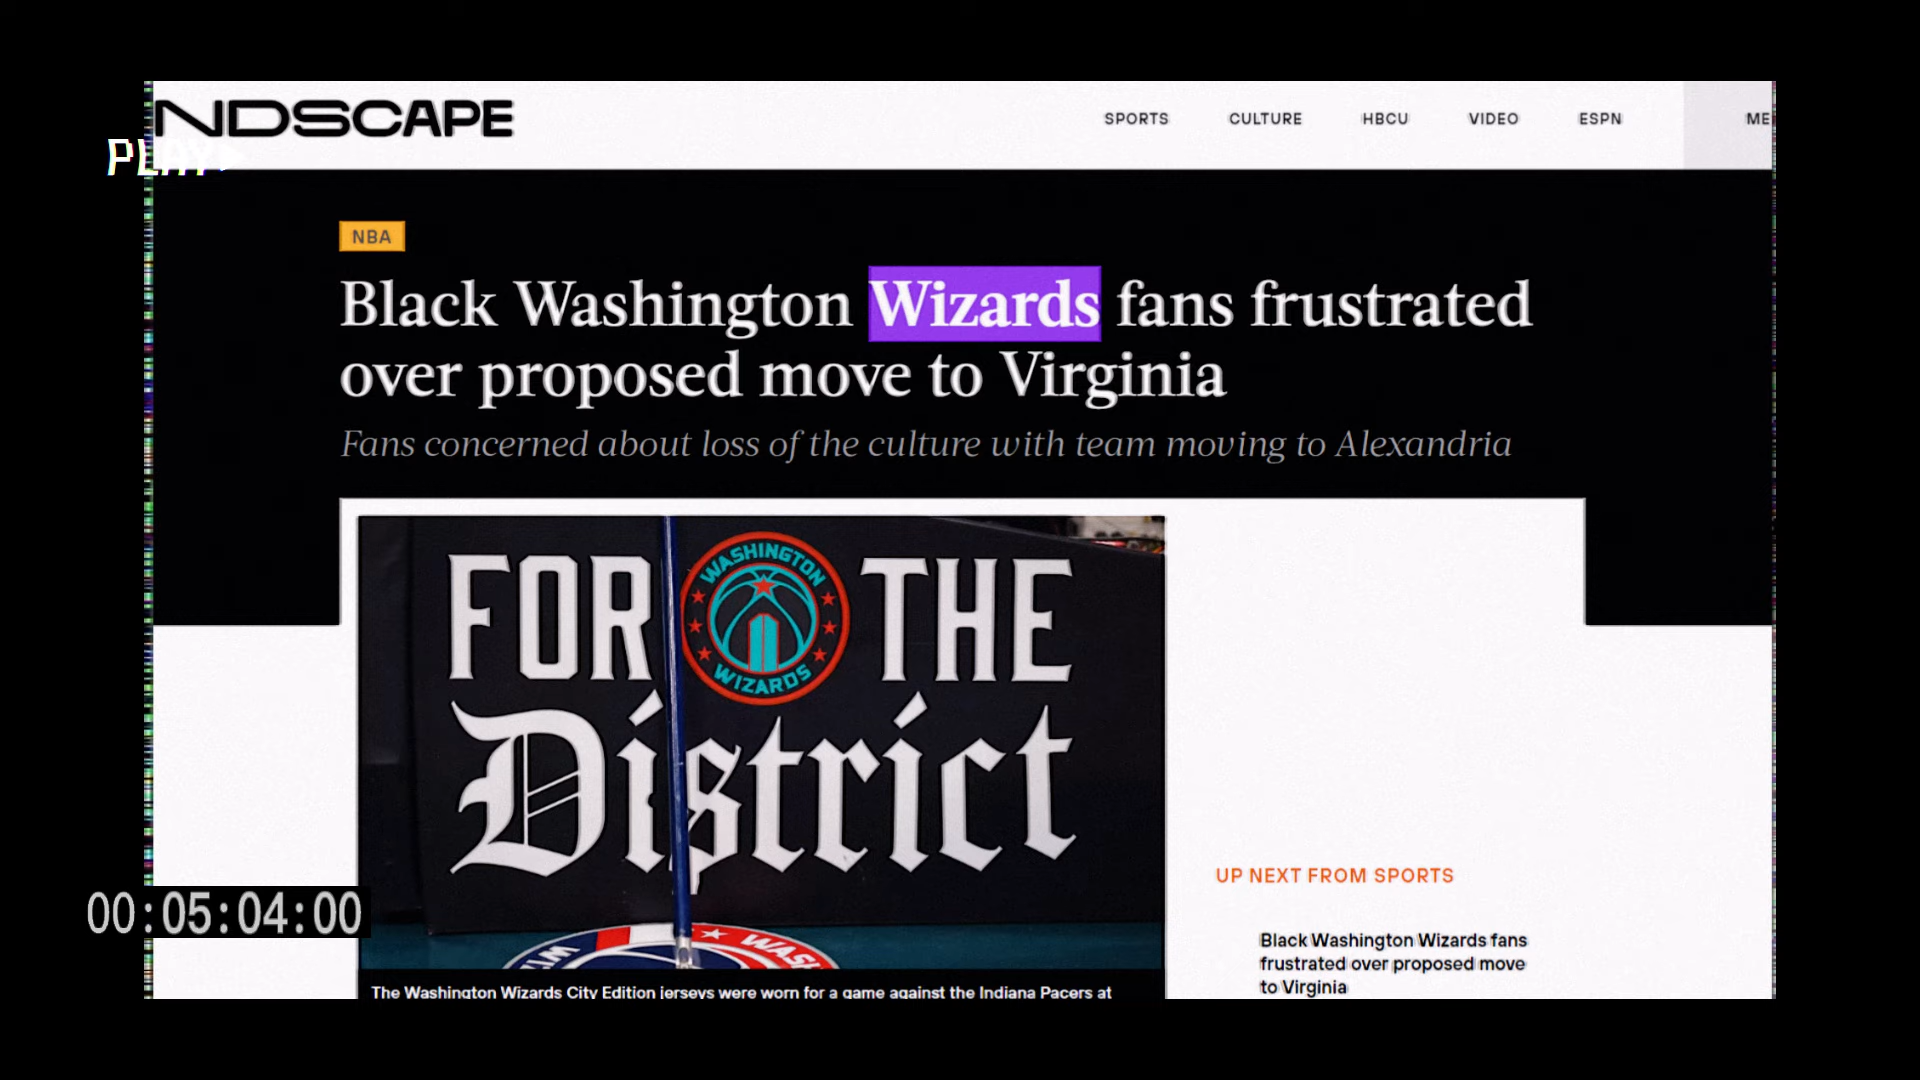 NDSCAPE
SPORTS CULTURE HBCU VIDEO ESPN ME
PLAY
NBA
Black Washington Wizards fans frustrated
over proposed move to Virginia
Fans concerned about loss of the culture with team moving to Alexandria
FOR THE
WASHINGTON
WIZARDS
District
WIZ WASH
UP NEXT FROM SPORTS
00:05:04:00
Black Washington Wizards fans
frustrated over proposed move
to Virginia
The Washington Wizards City Edition jerseys were worn for a game against the Indiana Pacers at